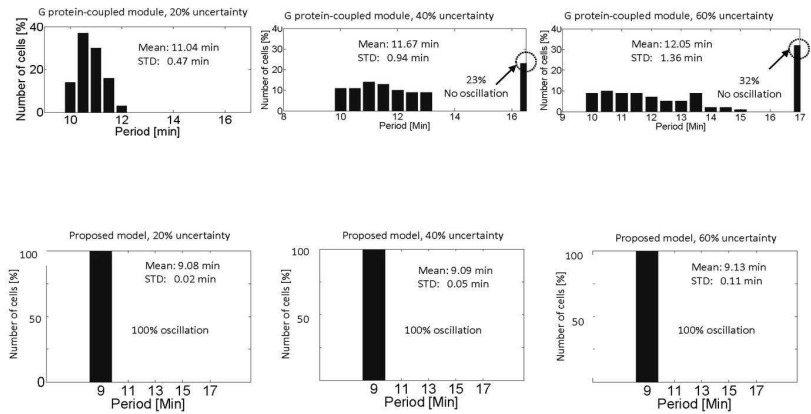 G protein-coupled module, 20% uncertainty
Number of cells [%]
40
20
0
Mean: 11.04 min
STD: 0.47 min
10
12
14
16
Period [min]
G protein-coupled module, 40% uncertainty
Number of cells [%]
40
20
0
Mean: 11.67 min
STD: 0.94 min
23%
No oscillation
8
10
12
14
16
Period [Min]
G protein-coupled module, 60% uncertainty
Number of cells [%]
40
30
20
10
0
Mean: 12.05 min
STD: 1.36 min
32%
No oscillation
9
10
11
12
13
14
15
16
17
Period [Min]
Proposed model, 20% uncertainty
Number of cells [%]
100
50
0
Mean: 9.08 min
STD: 0.02 min
100% oscillation
9
11
13
15
17
Period [Min]
Proposed model, 40% uncertainty
Number of cells [%]
100
50
0
Mean: 9.09 min
STD: 0.05 min
100% oscillation
9
11
13
15
17
Period [Min]
Proposed model, 60% uncertainty
Number of cells [%]
100
50
0
Mean: 9.13 min
STD: 0.11 min
100% oscillation
9
11
13
15
17
Period [Min]